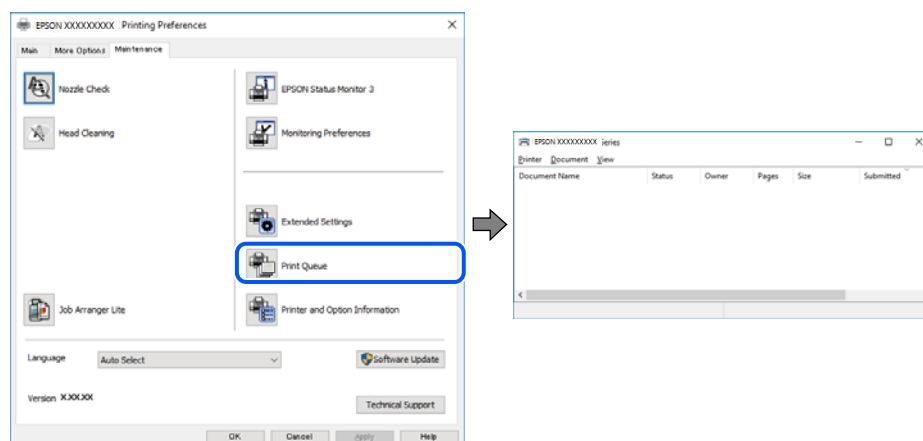 EPSON XXXXXXXXX Printing Preferences
Main More Options Maintenance
Nozzle Check
EPSON Status Monitor 3
Head Cleaning
Monitoring Preferences
Extended Settings
Print Queue
Job Arranger Lite
Printer and Option Information
Language Auto Select Software Update
Version X.XX.XX
Technical Support
OK Cancel Apply Help
EPSON XXXXXXXXX ieries
Printer Document View
Document Name Status Owner Pages Size Submitted